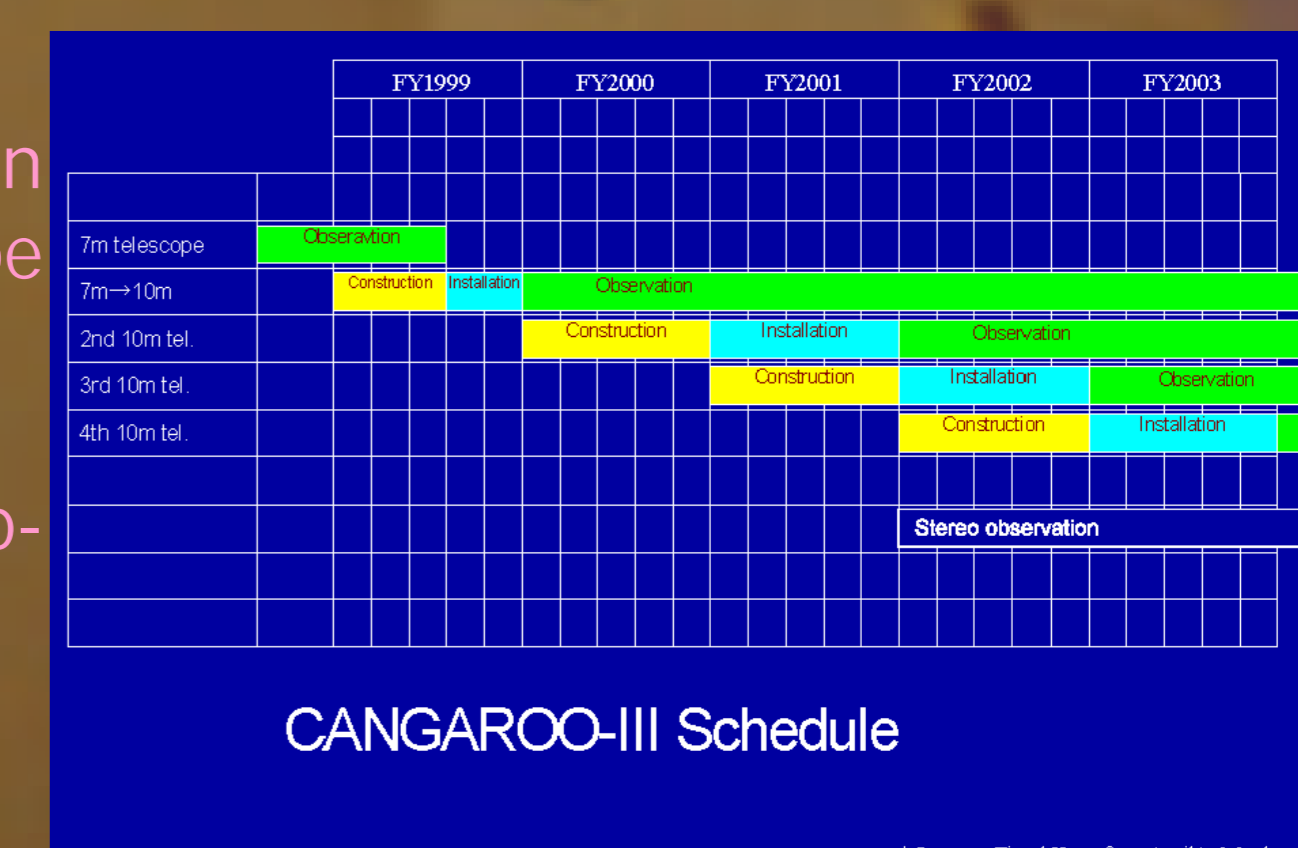 FY1999 FY2000 FY2001 FY2002 FY2003
7m telescope Obseravtion
7m→10m Construction Installation Observation
2nd 10m tel. Construction Installation Observation
3rd 10m tel. Construction Installation Observation
4th 10m tel. Construction Installation
Stereo observation
CANGAROO-III Schedule